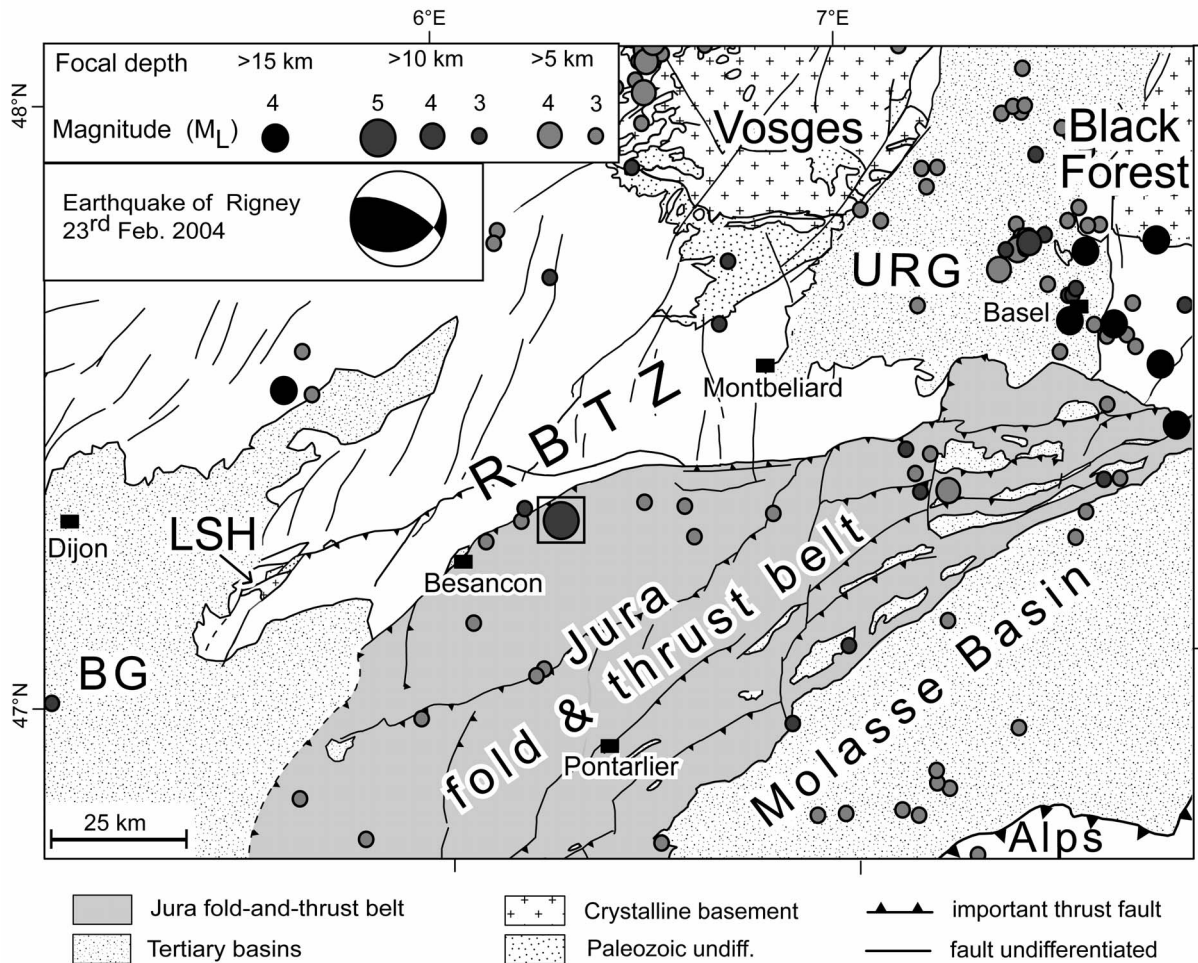 6°E 7°E
48°N
47°N
Focal depth >15 km >10 km >5 km
4 5 4 3 4 3
Magnitude (ML)
Earthquake of Rigney
23rd Feb. 2004
Vosges
Black
Forest
URG
Basel
Montbeliard
RBTZ
LSH
Dijon
Besancon
BG
Jura
fold & thrust belt
Pontarlier
Molasse Basin
Alps
25 km
Jura fold-and-thrust belt
Crystalline basement
important thrust fault
Tertiary basins
Paleozoic undiff.
fault undifferentiated